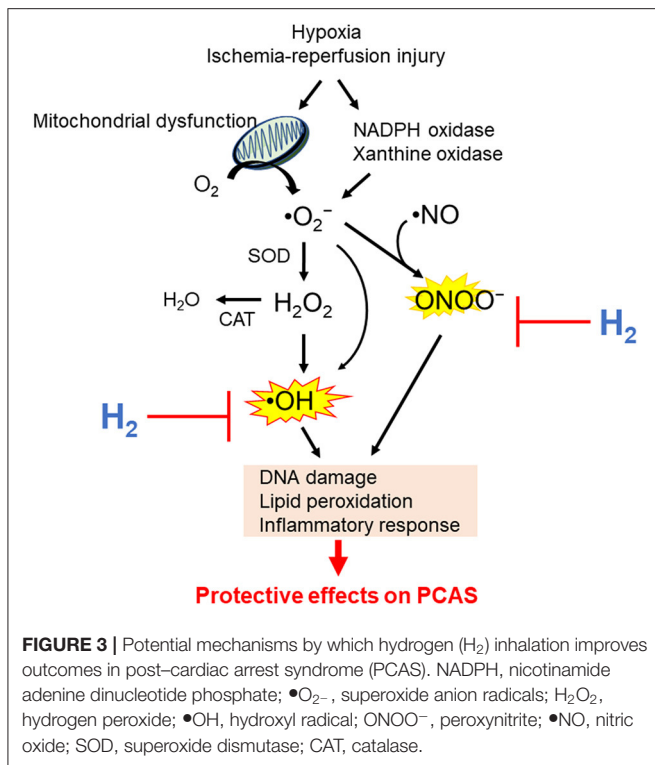 Hypoxia
Ischemia-reperfusion injury
Mitochondrial dysfunction
NADPH oxidase
Xanthine oxidase
O₂
•O₂⁻
•NO
SOD
H₂O
CAT
H₂O₂
ONOO⁻
H₂
•OH
H₂
DNA damage
Lipid peroxidation
Inflammatory response
Protective effects on PCAS
FIGURE 3 | Potential mechanisms by which hydrogen (H₂) inhalation improves
outcomes in post–cardiac arrest syndrome (PCAS). NADPH, nicotinamide
adenine dinucleotide phosphate; •O₂₋, superoxide anion radicals; H₂O₂,
hydrogen peroxide; •OH, hydroxyl radical; ONOO⁻, peroxynitrite; •NO, nitric
oxide; SOD, superoxide dismutase; CAT, catalase.